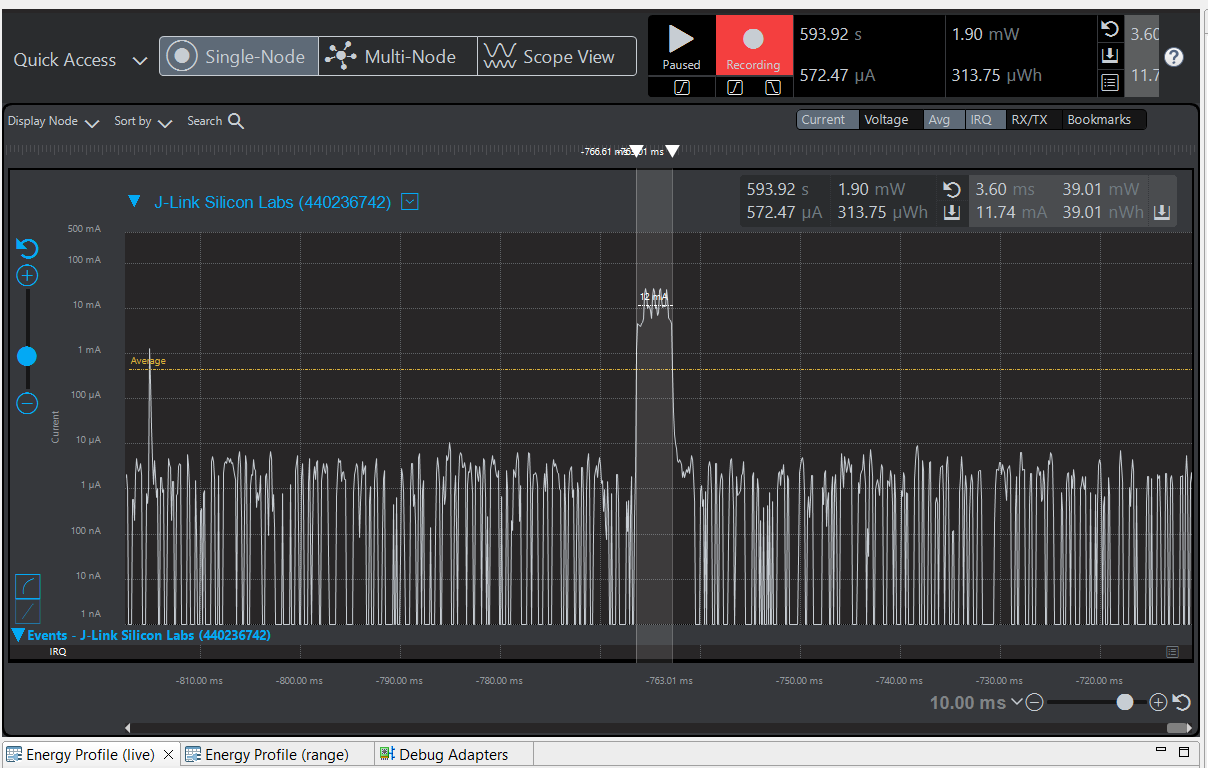 Quick Access
Single-Node
Multi-Node
Scope View
Paused
Recording
593.92 s
572.47 µA
1.90 mW
313.75 µWh
3.60
11.7
Display Node
Sort by
Search
Current
Voltage
Avg
IRQ
RX/TX
Bookmarks
-766.61 ms
ms
J-Link Silicon Labs (440236742)
593.92 s 1.90 mW
572.47 µA 313.75 µWh
3.60 ms 39.01 mW
11.74 mA 39.01 nWh
500 mA
100 mA
10 mA
1 mA
100 µA
10 µA
1 µA
100 nA
10 nA
1 nA
Current
Average
12 mA
Events - J-Link Silicon Labs (440236742)
IRQ
-810.00 ms
-800.00 ms
-790.00 ms
-780.00 ms
-763.01 ms
-750.00 ms
-740.00 ms
-730.00 ms
-720.00 ms
10.00 ms
Energy Profile (live)
Energy Profile (range)
Debug Adapters